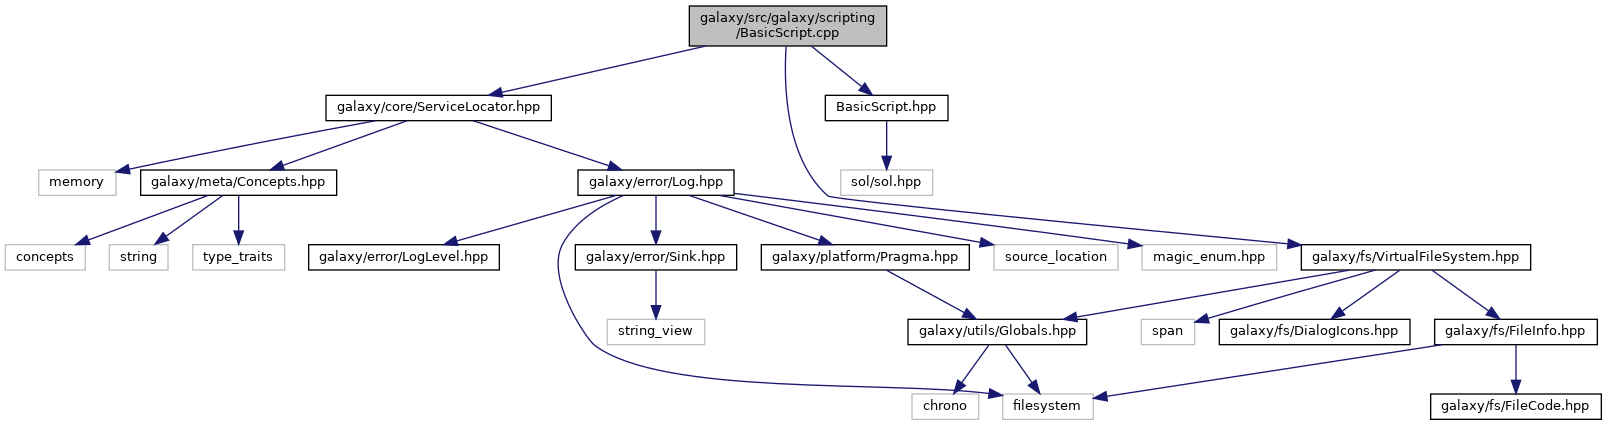 galaxy/src/galaxy/scripting
/BasicScript.cpp
galaxy/core/ServiceLocator.hpp
BasicScript.hpp
memory
galaxy/meta/Concepts.hpp
galaxy/error/Log.hpp
sol/sol.hpp
concepts
string
type_traits
galaxy/error/LogLevel.hpp
galaxy/error/Sink.hpp
galaxy/platform/Pragma.hpp
source_location
magic_enum.hpp
galaxy/fs/VirtualFileSystem.hpp
string_view
galaxy/utils/Globals.hpp
span
galaxy/fs/DialogIcons.hpp
galaxy/fs/FileInfo.hpp
chrono
filesystem
galaxy/fs/FileCode.hpp